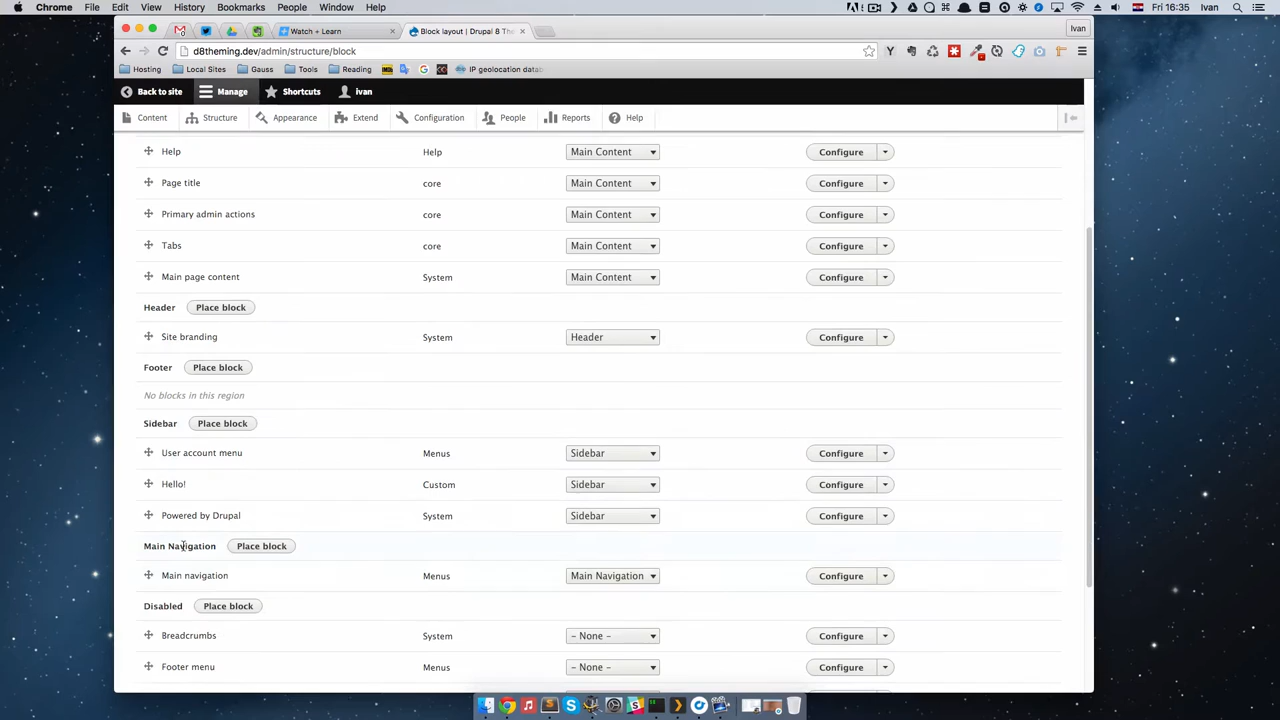 Chrome File Edit View History Bookmarks People Window Help
Fri 16:35 Ivan
Watch + Learn
Block layout | Drupal 8 The
Ivan
d8theming.dev/admin/structure/block
Hosting Local Sites Gauss Tools Reading IP geolocation datab
Back to site Manage Shortcuts ivan
Content Structure Appearance Extend Configuration People Reports Help
Help Help Main Content Configure
Page title core Main Content Configure
Primary admin actions core Main Content Configure
Tabs core Main Content Configure
Main page content System Main Content Configure
Header Place block
Site branding System Header Configure
Footer Place block
No blocks in this region
Sidebar Place block
User account menu Menus Sidebar Configure
Hello! Custom Sidebar Configure
Powered by Drupal System Sidebar Configure
Main Navigation Place block
Main navigation Menus Main Navigation Configure
Disabled Place block
Breadcrumbs System - None - Configure
Footer menu Menus - None - Configure